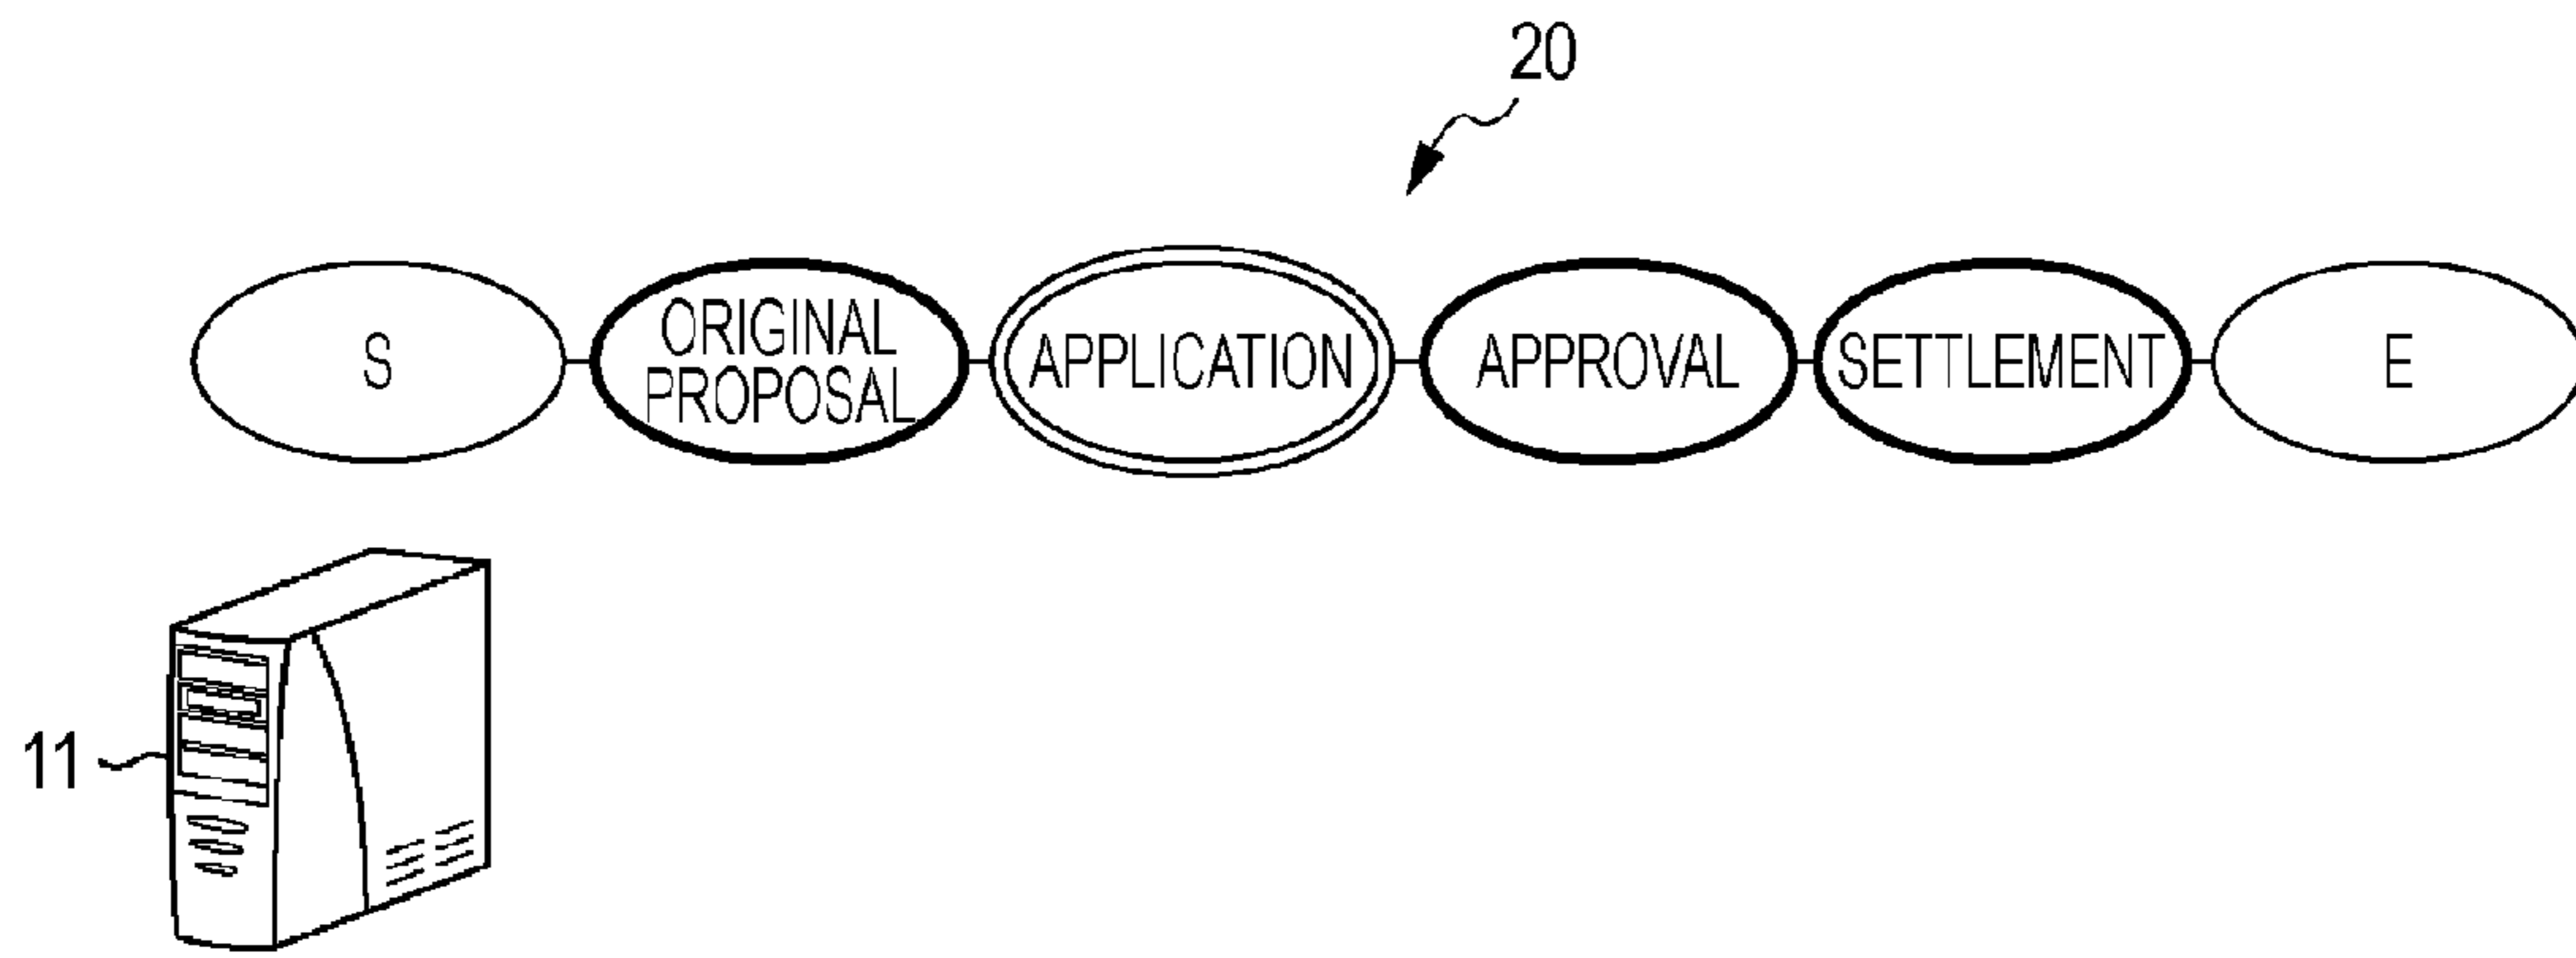 20
S
ORIGINAL
PROPOSAL
APPLICATION
APPROVAL
SETTLEMENT
E
11